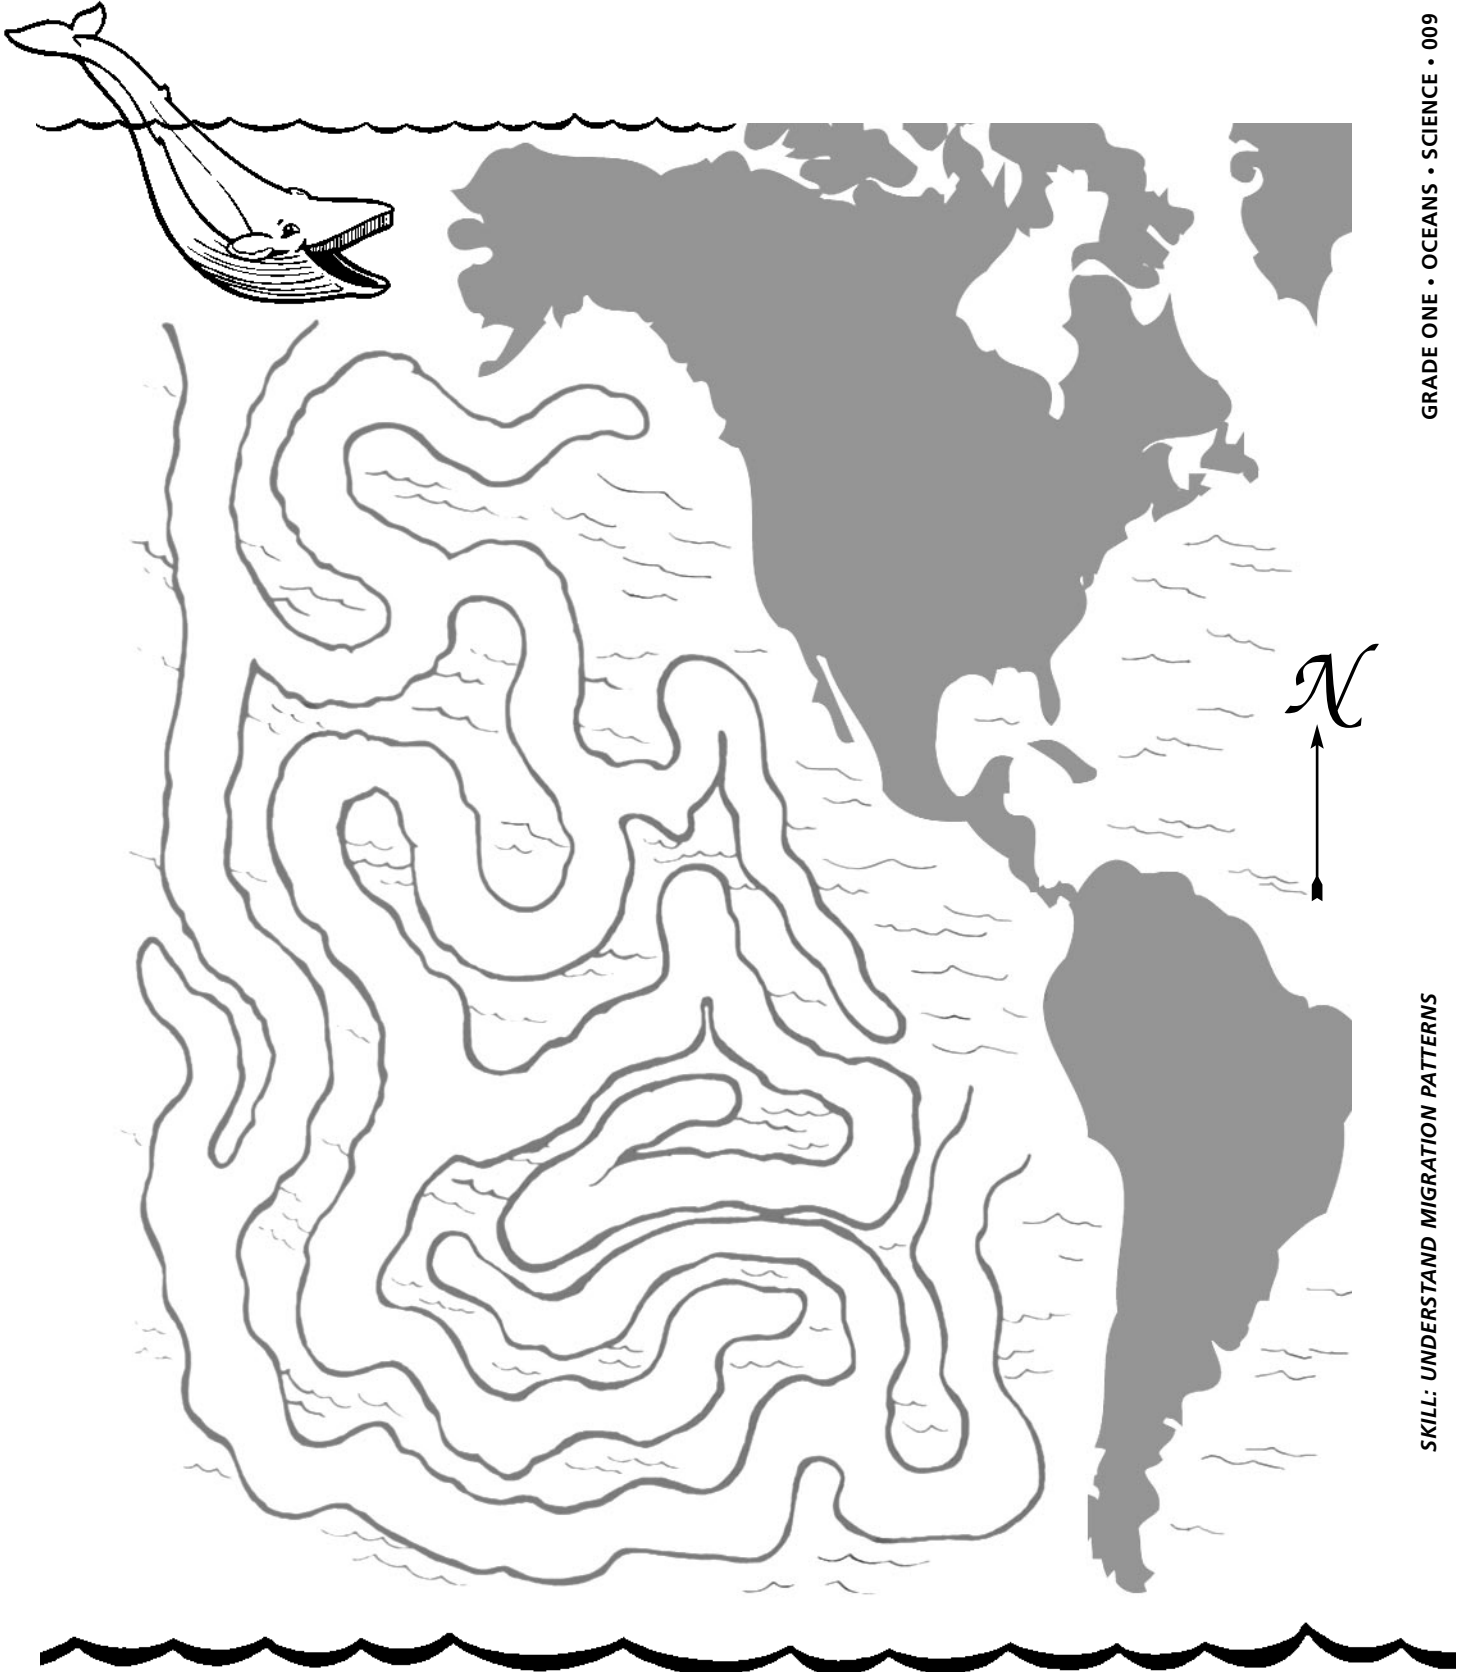 GRADE ONE • OCEANS • SCIENCE • 009
N
SKILL: UNDERSTAND MIGRATION PATTERNS